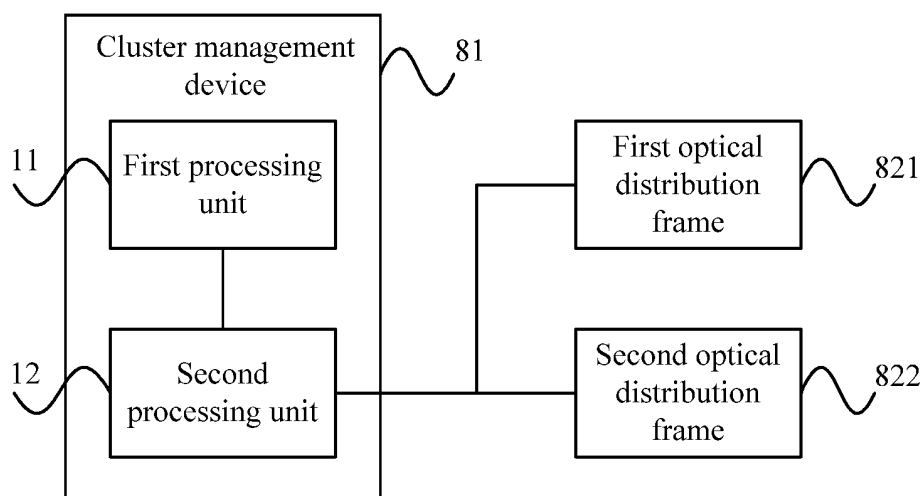 Cluster management
device
81
11
First processing
unit
First optical
distribution
frame
821
12
Second
processing unit
Second optical
distribution
frame
822